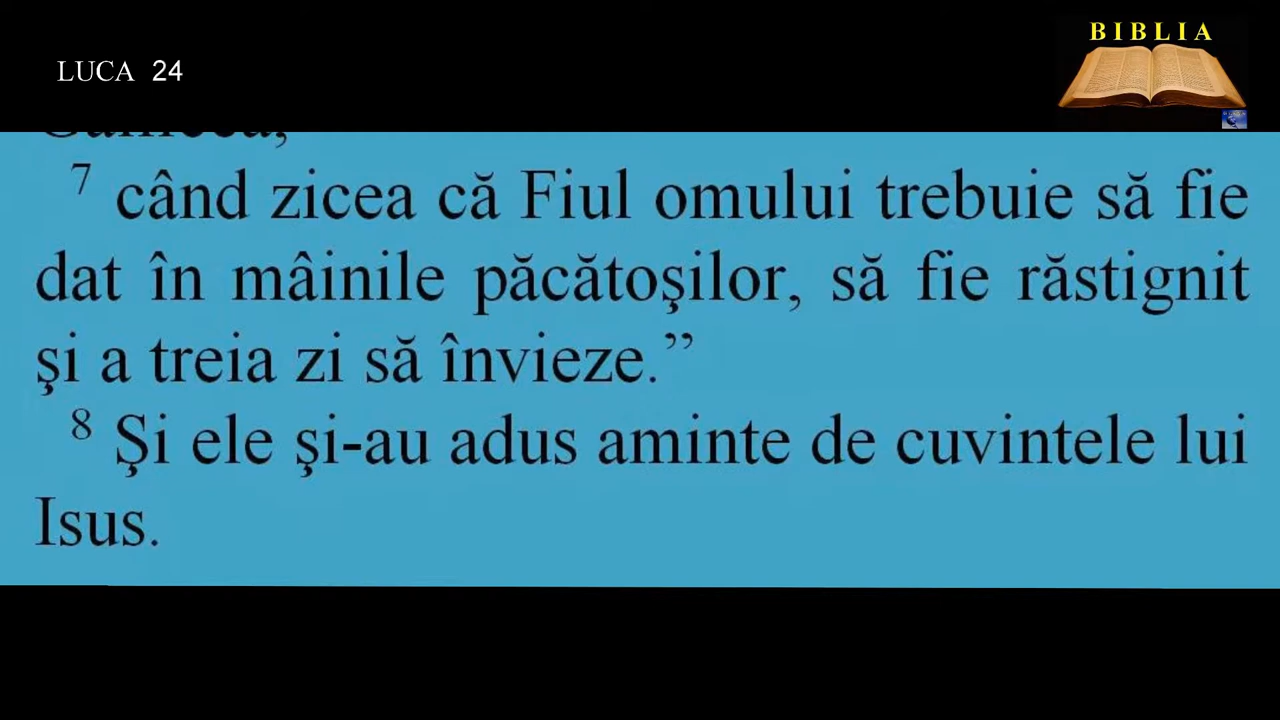 BIBLIA
LUCA 24
7 când zicea că Fiul omului trebuie să fie
dat în mâinile păcătoşilor, să fie răstignit
şi a treia zi să învieze.”
8 Şi ele şi-au adus aminte de cuvintele lui
Isus.